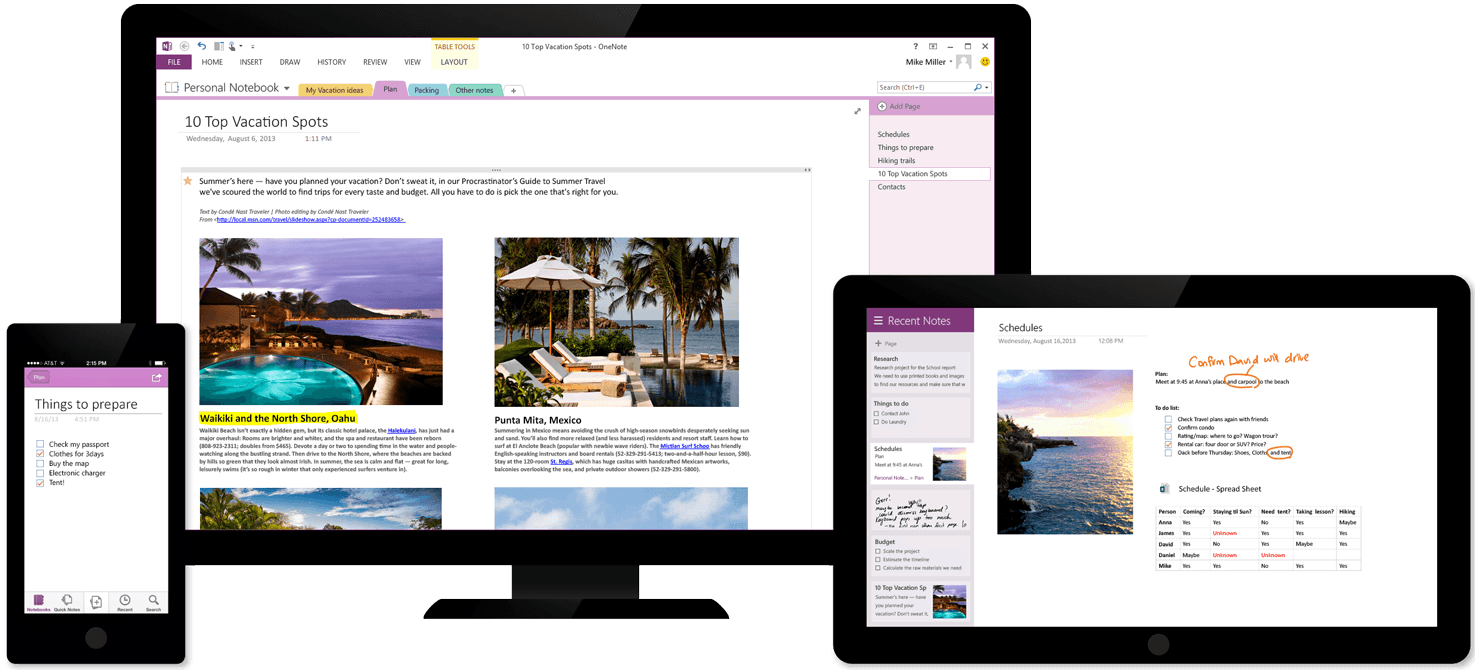 TABLE TOOLS
10 Top Vacation Spots - OneNote
FILE
HOME
INSERT
DRAW
HISTORY
REVIEW
VIEW
LAYOUT
Mike Miller
Personal Notebook
My Vacation ideas
Plan
Packing
Other notes
Search (Ctrl+E)
Add Page
Schedules
Things to prepare
Hiking trails
10 Top Vacation Spots
Contacts
10 Top Vacation Spots
Wednesday, August 6, 2013 1:11 PM
Summer's here — have you planned your vacation? Don't sweat it, in our Procrastinator's Guide to Summer Travel
we've scoured the world to find trips for every taste and budget. All you have to do is pick the one that's right for you.
Text by Condé Nast Traveler | Photo editing by Condé Nast Traveler
From <http://local.msn.com/travel/slideshow.aspx?cp-documentid=252483658>
Waikiki and the North Shore, Oahu
Waikiki Beach isn't exactly a hidden gem, but its classic hotel palace, the Halekulani, has just had a
major overhaul: Rooms are brighter and whiter, and the spa and restaurant have been reborn
(808-923-2311; doubles from $465). Devote a day or two to spending time in the water and people-
watching along the bustling strand. Then drive to the North Shore, where the beaches are backed
by hills so green that they look almost Irish. In summer, the sea is calm and flat — great for long,
leisurely swims (it's so rough in winter that only experienced surfers venture in).
Punta Mita, Mexico
Summering in Mexico means avoiding the crush of high-season snowbirds desperately seeking sun
and sand. You'll also find more relaxed (and less harassed) residents and resort staff. Learn how to
surf at El Anclote Beach (popular with newbie wave riders). The Mictlan Surf Schoo has friendly
English-speaking instructors and board rentals (52-329-291-5413; two-and-a-half-hour lesson, $90).
Stay at the 120-room St. Regis, which has huge casitas with handcrafted Mexican artworks,
balconies overlooking the sea, and private outdoor showers (52-329-291-5800).
AT&T 2:15 PM
Plan
Things to prepare
8/16/13 4:51 PM
Check my passport
Clothes for 3days
Buy the map
Electronic charger
Tent!
Notebooks
Quick Notes
Recent
Search
Recent Notes
Page
Research
Research project for the School report
We need to use printed books and images
to find our resources and make sure that w
Things to do
Contact John
Do Laundry
Schedules
Plan
Meet at 9:45 at Anna's
Personal Note... » Plan
Budget
Scale the project
Estimate the timeline
Calculate the raw materials we need
10 Top Vacation Sp
Summer's here — have
you planned your
vacation? Don't sweat it,
Schedules
Wednesday, August 16,2013 12:08 PM
Confirm David will drive
Plan:
Meet at 9:45 at Anna's place and carpool to the beach
To do list:
Check Travel plans again with friends
Confirm condo
Rating/map: where to go? Wagon trour?
Rental car: four door or SUV? Price?
Oack before Thursday: Shoes, Cloths and tent
Schedule - Spread Sheet
Person Coming? Staying til Sun? Need tent? Taking lesson? Hiking
Anna Yes Yes No Yes Maybe
James Yes Unknown Yes Yes Yes
David Yes No Yes Maybe Yes
Daniel Maybe Unknown Unknown
Mike Yes Yes No Yes Yes